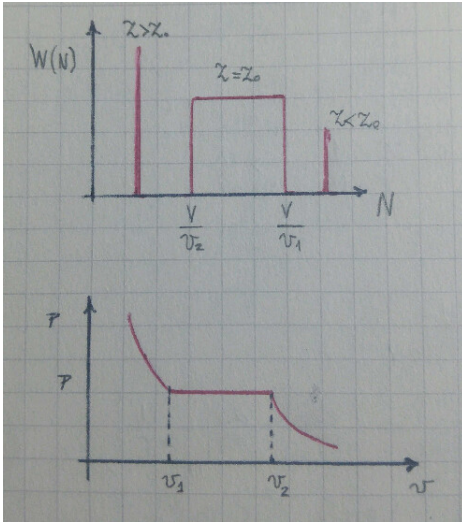 Z>Z₀
W(N)
Z=Z₀
Z<Z₀
N
V/v₂
V/v₁
P
P
v₁
v₂
v